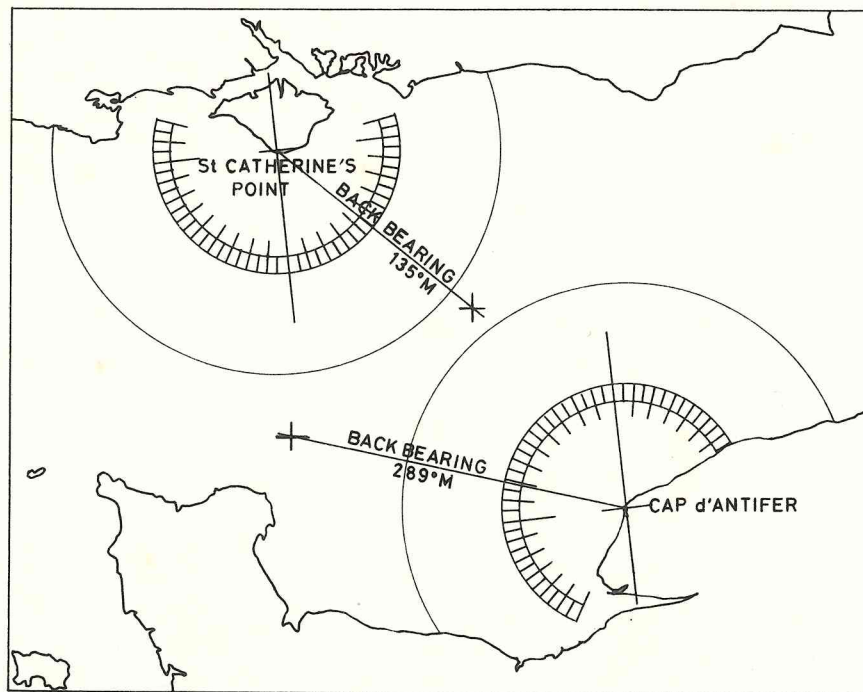 St CATHERINE'S
POINT
BACK BEARING
135°M
BACK BEARING
289°M
CAP d'ANTIFER